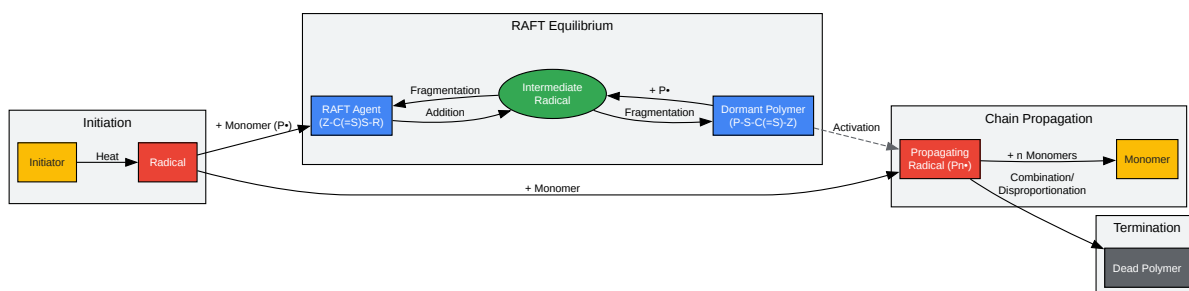 RAFT Equilibrium
Initiation
Initiator
Heat
Radical
+ Monomer (P•)
RAFT Agent
(Z-C(=S)S-R)
Fragmentation
Addition
Intermediate
Radical
+ P•
Fragmentation
Dormant Polymer
(P-S-C(=S)-Z)
Activation
+ Monomer
Chain Propagation
Propagating
Radical (Pn•)
+ n Monomers
Monomer
Combination/
Disproportionation
Termination
Dead Polymer